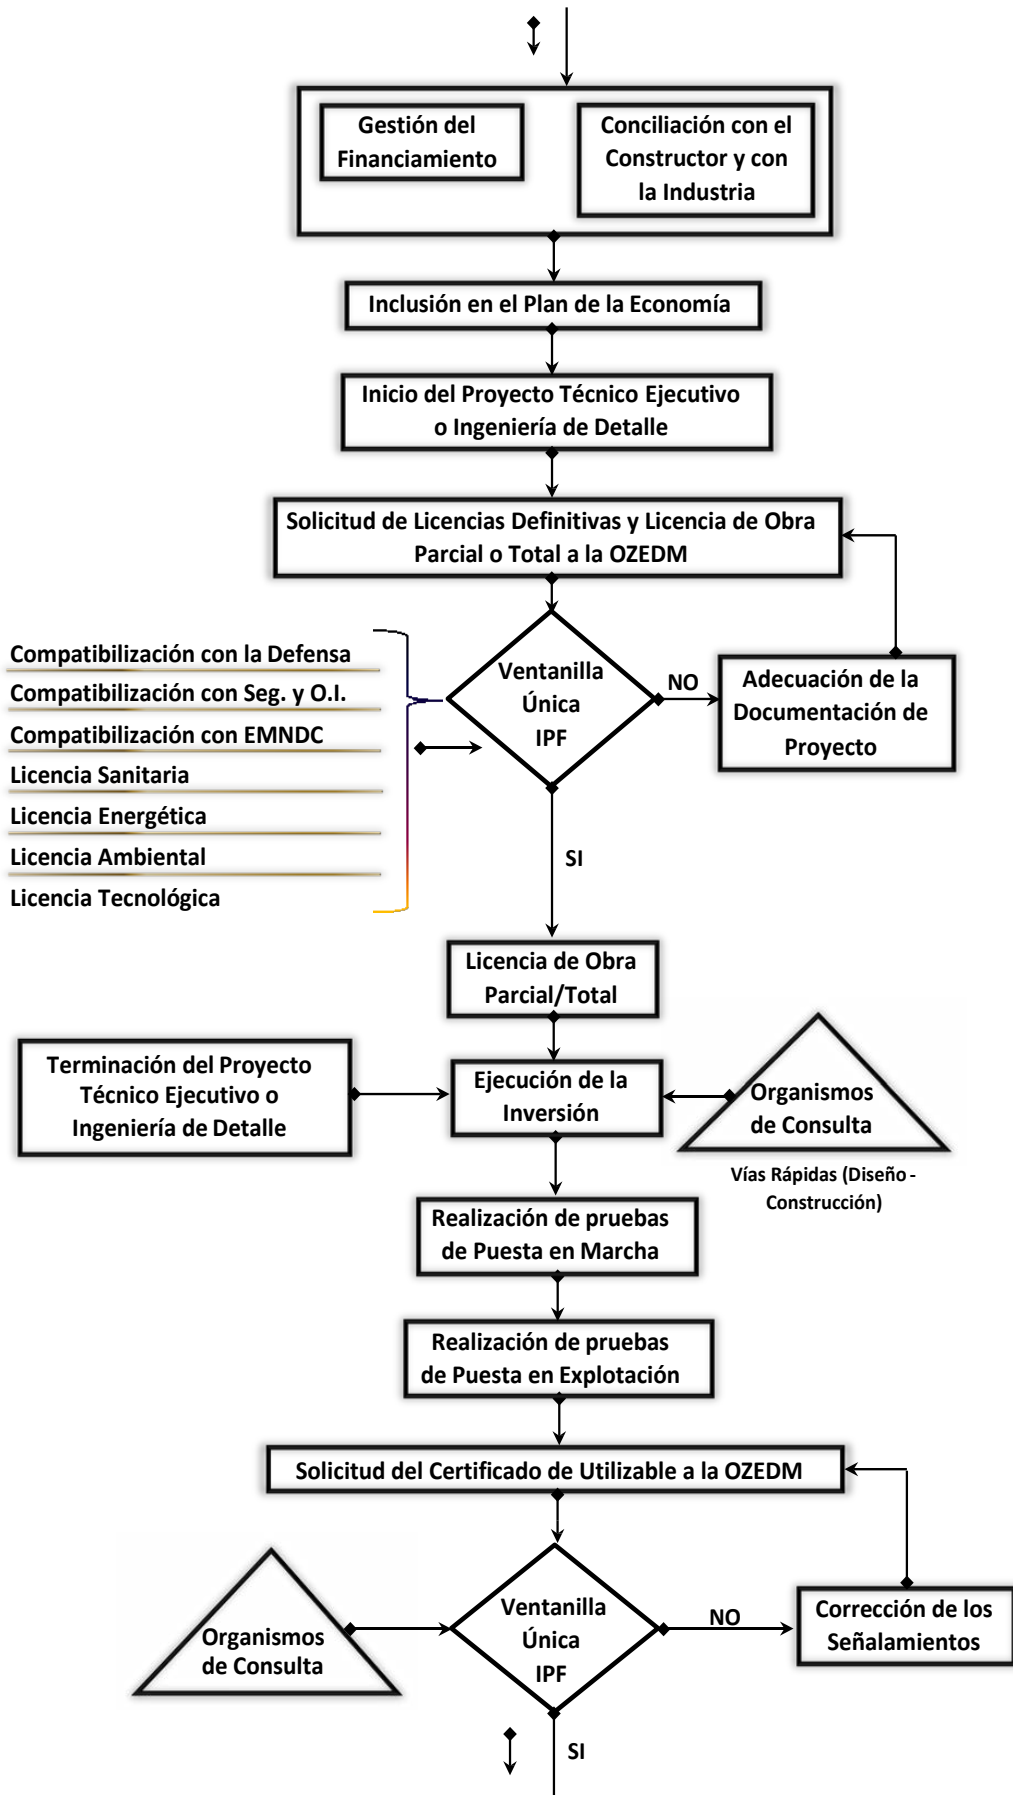 Gestión del
Financiamiento
Conciliación con el
Constructor y con
la Industria
Inclusión en el Plan de la Economía
Inicio del Proyecto Técnico Ejecutivo
o Ingeniería de Detalle
Solicitud de Licencias Definitivas y Licencia de Obra
Parcial o Total a la OZEDM
Compatibilización con la Defensa
Compatibilización con Seg. y O.I.
Compatibilización con EMNDC
Licencia Sanitaria
Licencia Energética
Licencia Ambiental
Licencia Tecnológica
Ventanilla
Única
IPF
NO
Adecuación de la
Documentación de
Proyecto
SI
Licencia de Obra
Parcial/Total
Terminación del Proyecto
Técnico Ejecutivo o
Ingeniería de Detalle
Ejecución de la
Inversión
Organismos
de Consulta
Vías Rápidas (Diseño -
Construcción)
Realización de pruebas
de Puesta en Marcha
Realización de pruebas
de Puesta en Explotación
Solicitud del Certificado de Utilizable a la OZEDM
Organismos
de Consulta
Ventanilla
Única
IPF
NO
Corrección de los
Señalamientos
SI